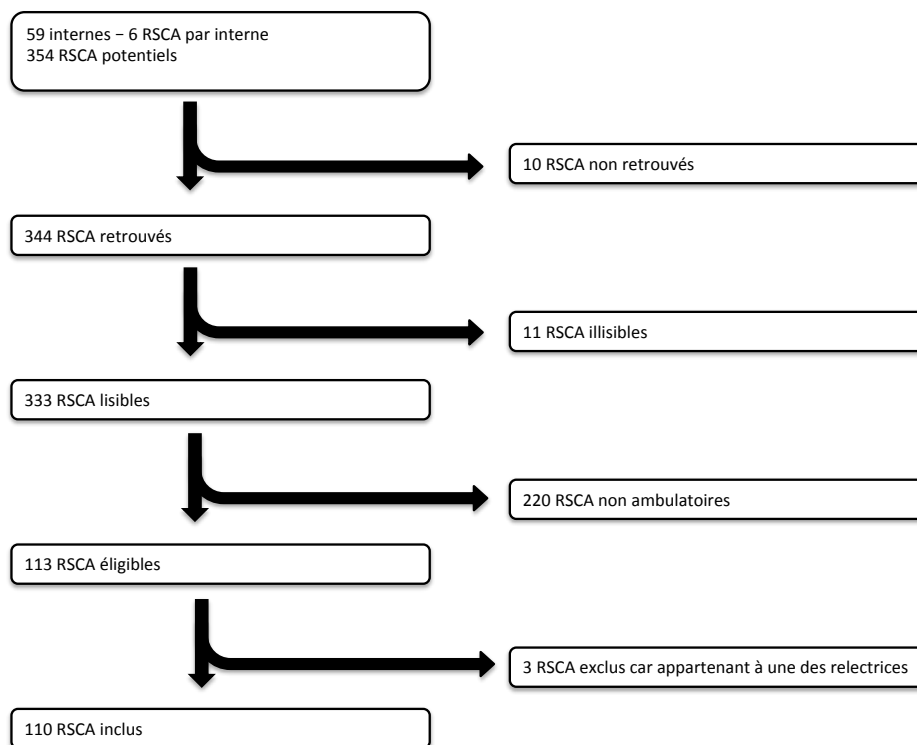 59 internes – 6 RSCA par interne
354 RSCA potentiels
10 RSCA non retrouvés
344 RSCA retrouvés
11 RSCA illisibles
333 RSCA lisibles
220 RSCA non ambulatoires
113 RSCA éligibles
3 RSCA exclus car appartenant à une des relectrices
110 RSCA inclus